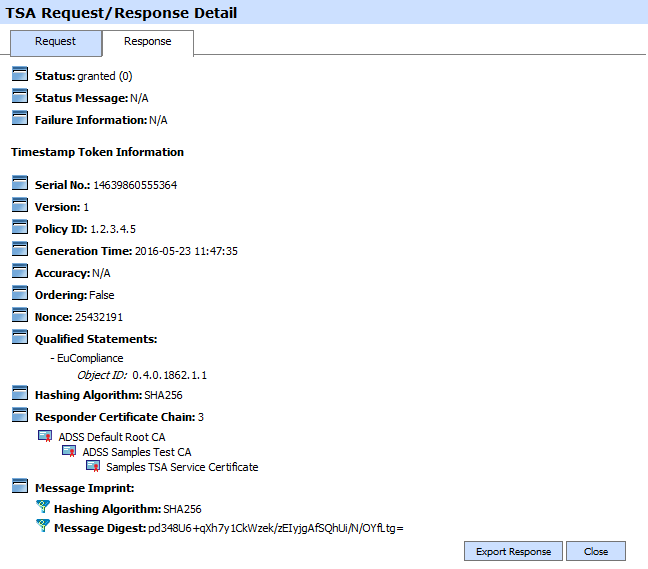 TSA Request/Response Detail
Request
Response
Status: granted (0)
Status Message: N/A
Failure Information: N/A
Timestamp Token Information
Serial No.: 14639860555364
Version: 1
Policy ID: 1.2.3.4.5
Generation Time: 2016-05-23 11:47:35
Accuracy: N/A
Ordering: False
Nonce: 25432191
Qualified Statements:
- EuCompliance
Object ID: 0.4.0.1862.1.1
Hashing Algorithm: SHA256
Responder Certificate Chain: 3
ADSS Default Root CA
ADSS Samples Test CA
Samples TSA Service Certificate
Message Imprint:
Hashing Algorithm: SHA256
Message Digest: pd348U6+qXh7y1CkWzek/zEIyjgAfSQhUi/N/OYfLtg=
Export Response
Close